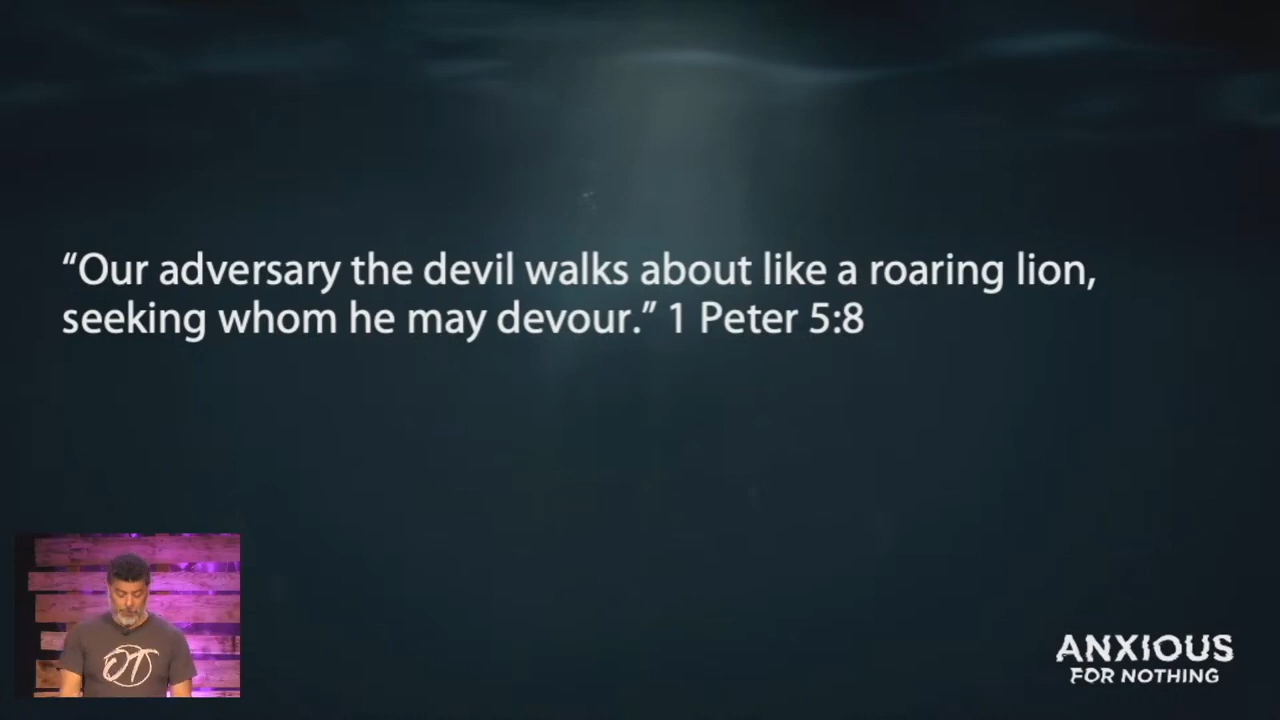 “Our adversary the devil walks about like a roaring lion,
seeking whom he may devour.” 1 Peter 5:8
OT
ANXIOUS
FOR NOTHING